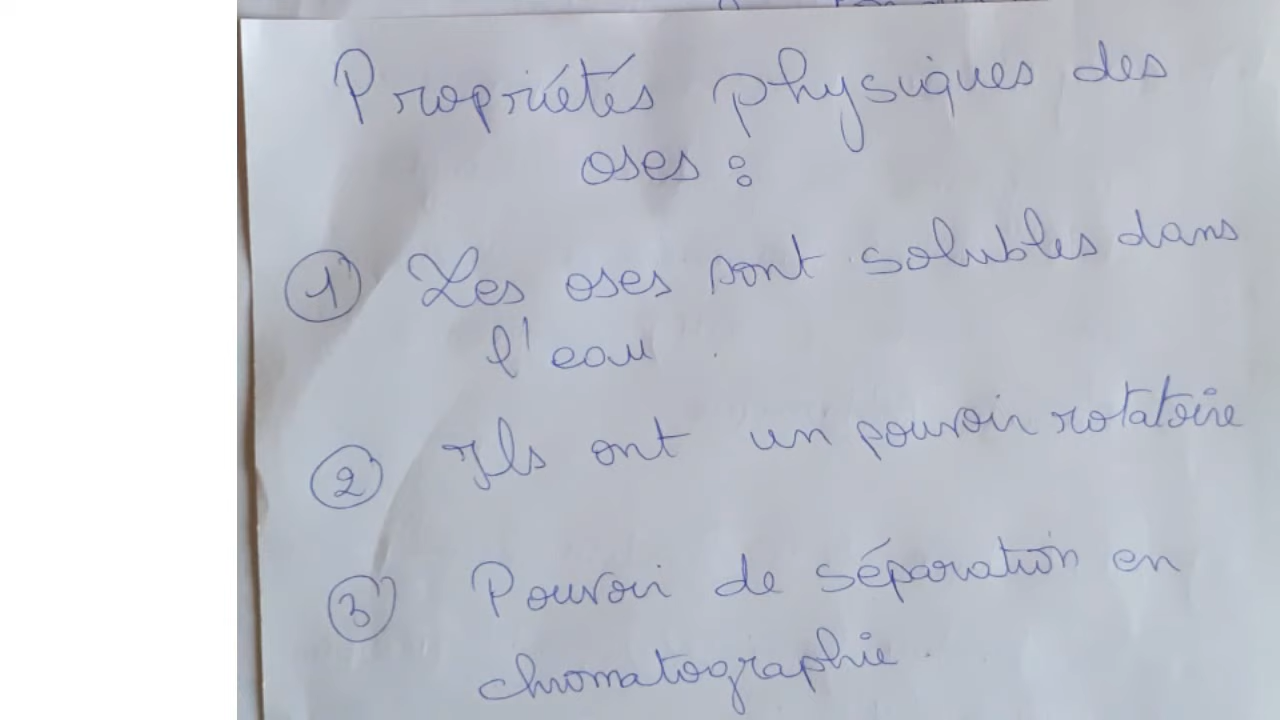 Propriétés physiques des
oses :
1 Les oses sont solubles dans
l'eau.
2 Ils ont un pouvoir rotatoire
3 Pouvoir de séparation en
chromatographie.